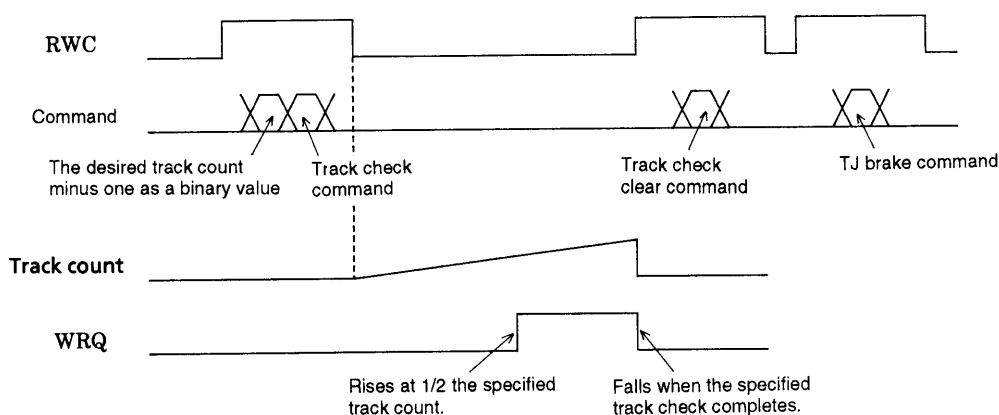 RWC
Command
The desired track count
minus one as a binary value
Track check
command
Track check
clear command
TJ brake command
Track count
WRQ
Rises at 1/2 the specified
track count.
Falls when the specified
track check completes.